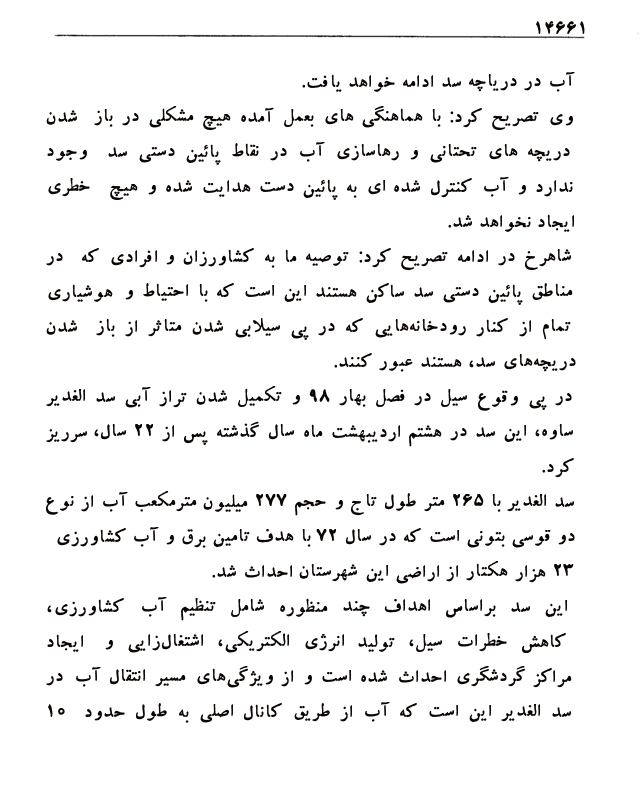 ۱۴۶۶۱
آب در دریاچه سد ادامه خواهد یافت.
وی تصریح کرد: با هماهنگی های بعمل آمده هیچ مشکلی در باز شدن
دریچه های تحتانی و رهاسازی آب در نقاط پائین دستی سد وجود
ندارد و آب کنترل شده ای به پائین دست هدایت شده و هیچ خطری
ایجاد نخواهد شد.
شاهرخ در ادامه تصریح کرد: توصیه ما به کشاورزان و افرادی که در
مناطق پائین دستی سد ساکن هستند این است که با احتیاط و هوشیاری
تمام از کنار رودخانه‌هایی که در پی سیلابی شدن متاثر از باز شدن
دریچه‌های سد، هستند عبور کنند.
در پی وقوع سیل در فصل بهار ۹۸ و تکمیل شدن تراز آبی سد الغدیر
ساوه، این سد در هشتم اردیبهشت ماه سال گذشته پس از ۲۲ سال، سرریز
کرد.
سد الغدیر با ۲۶۵ متر طول تاج و حجم ۲۷۷ میلیون مترمکعب آب از نوع
دو قوسی بتونی است که در سال ۷۲ با هدف تامین برق و آب کشاورزی
۲۳ هزار هکتار از اراضی این شهرستان احداث شد.
این سد براساس اهداف چند منظوره شامل تنظیم آب کشاورزی،
کاهش خطرات سیل، تولید انرژی الکتریکی، اشتغال‌زایی و ایجاد
مراکز گردشگری احداث شده است و از ویژگی‌های مسیر انتقال آب در
سد الغدیر این است که آب از طریق کانال اصلی به طول حدود ۱۰